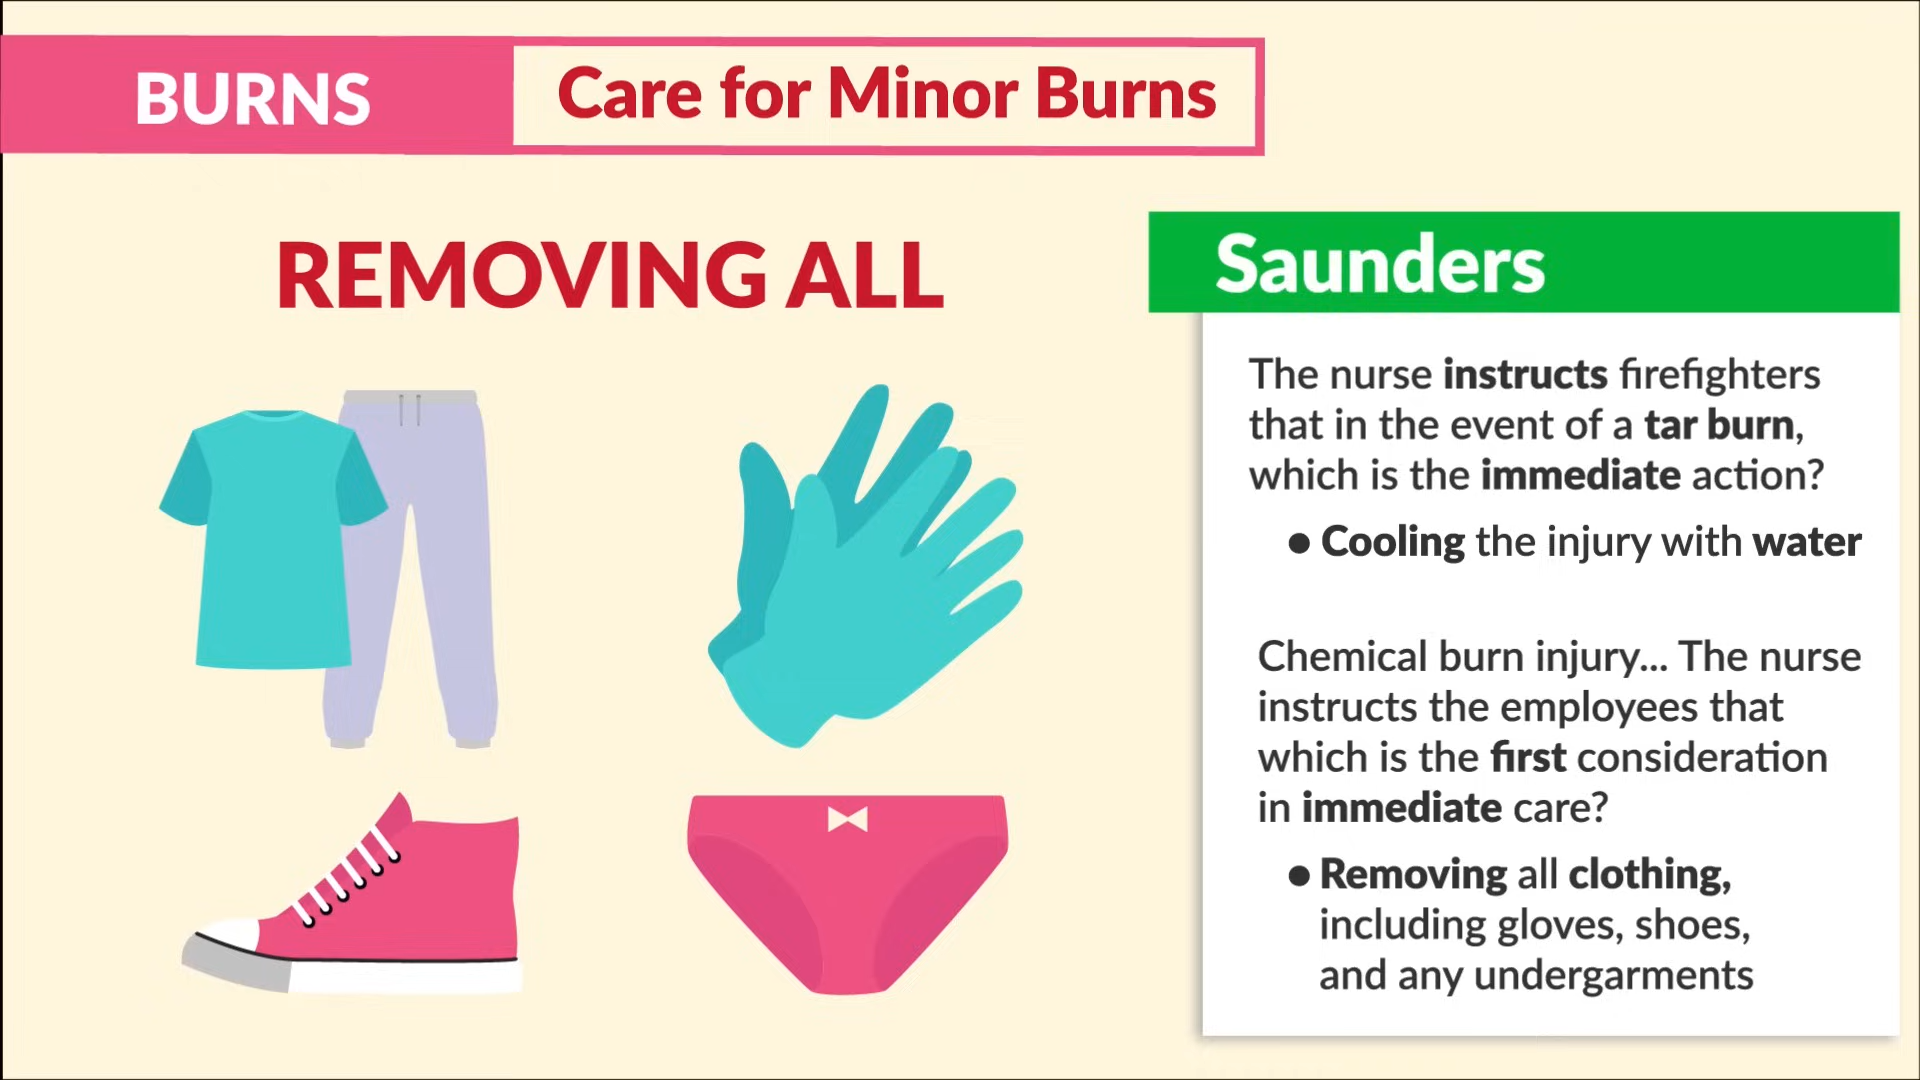 BURNS
Care for Minor Burns
REMOVING ALL
Saunders
The nurse instructs firefighters
that in the event of a tar burn,
which is the immediate action?
● Cooling the injury with water
Chemical burn injury... The nurse
instructs the employees that
which is the first consideration
in immediate care?
● Removing all clothing,
including gloves, shoes,
and any undergarments